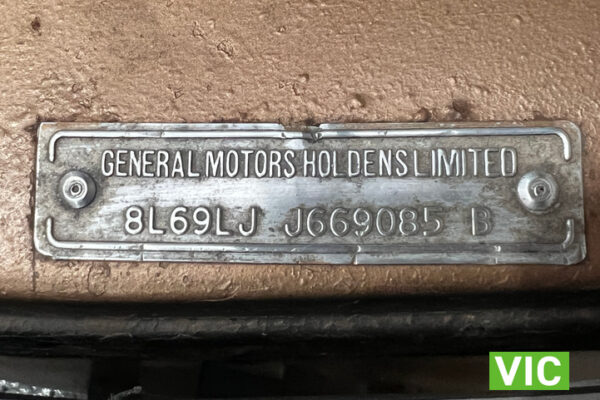 GENERAL MOTORS HOLDENS LIMITED
8L69LJ J669085 B
VIC